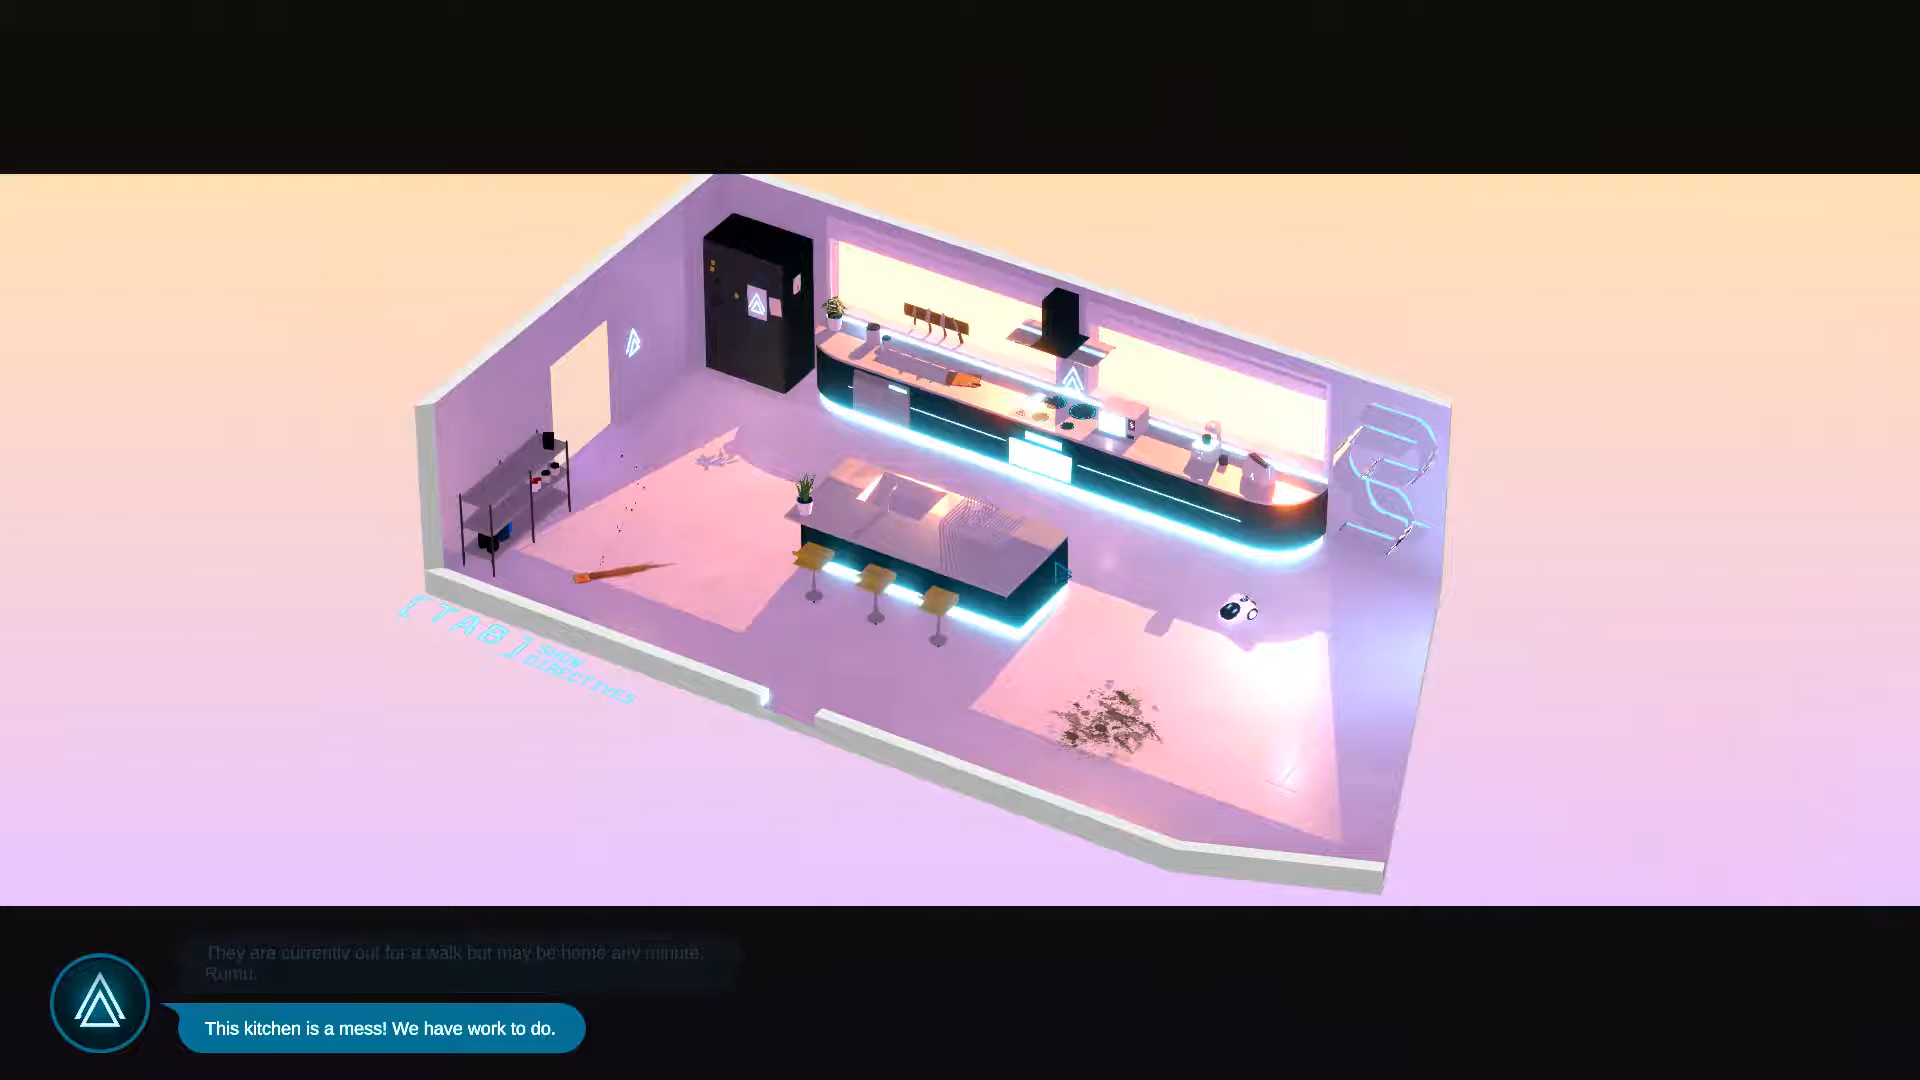 [TAB] SHOW
DIRECTIVES
They are currently out for a walk but may be home any minute,
Rumu.
This kitchen is a mess! We have work to do.